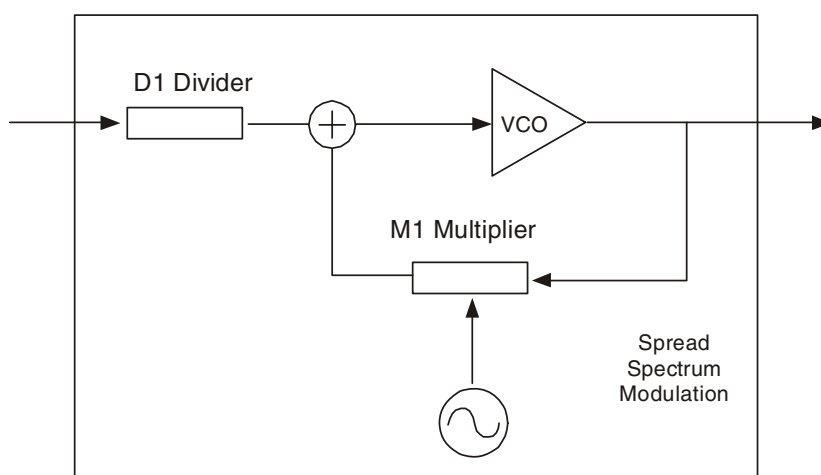 D1 Divider
VCO
M1 Multiplier
Spread
Spectrum
Modulation